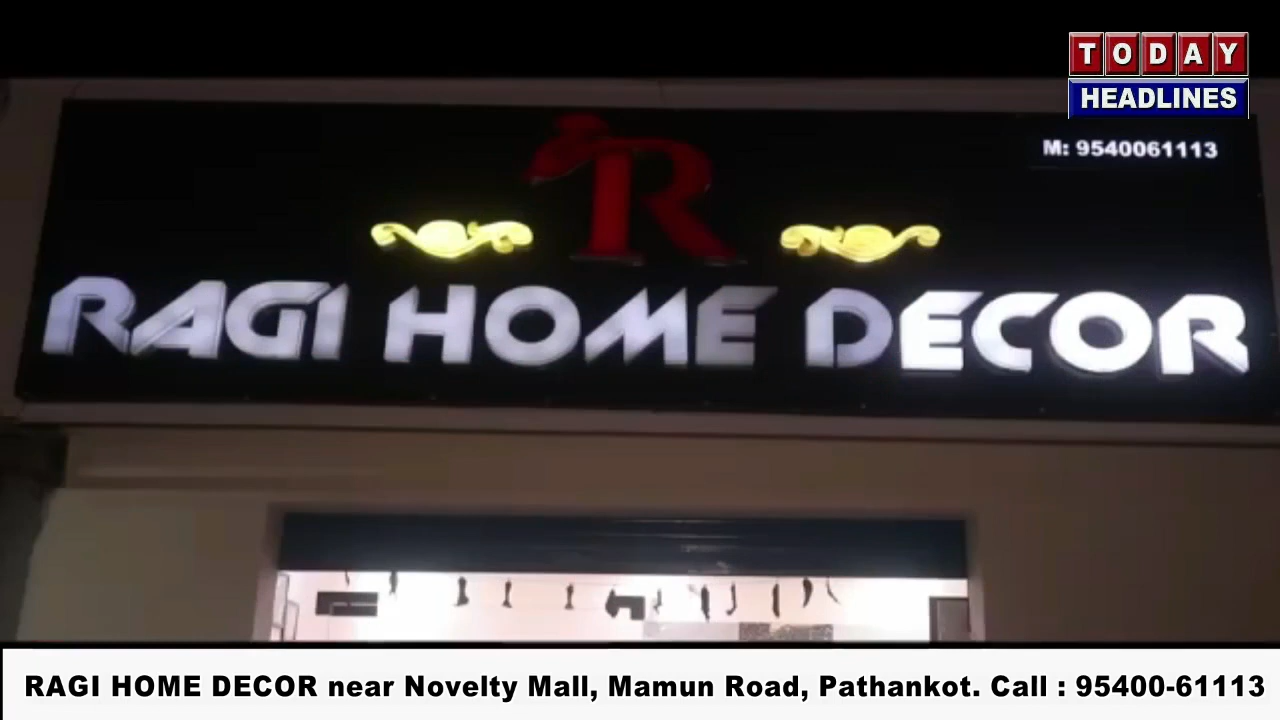 TODAY
HEADLINES
M: 9540061113
R
RAGI HOME DECOR
RAGI HOME DECOR near Novelty Mall, Mamun Road, Pathankot. Call : 95400-61113